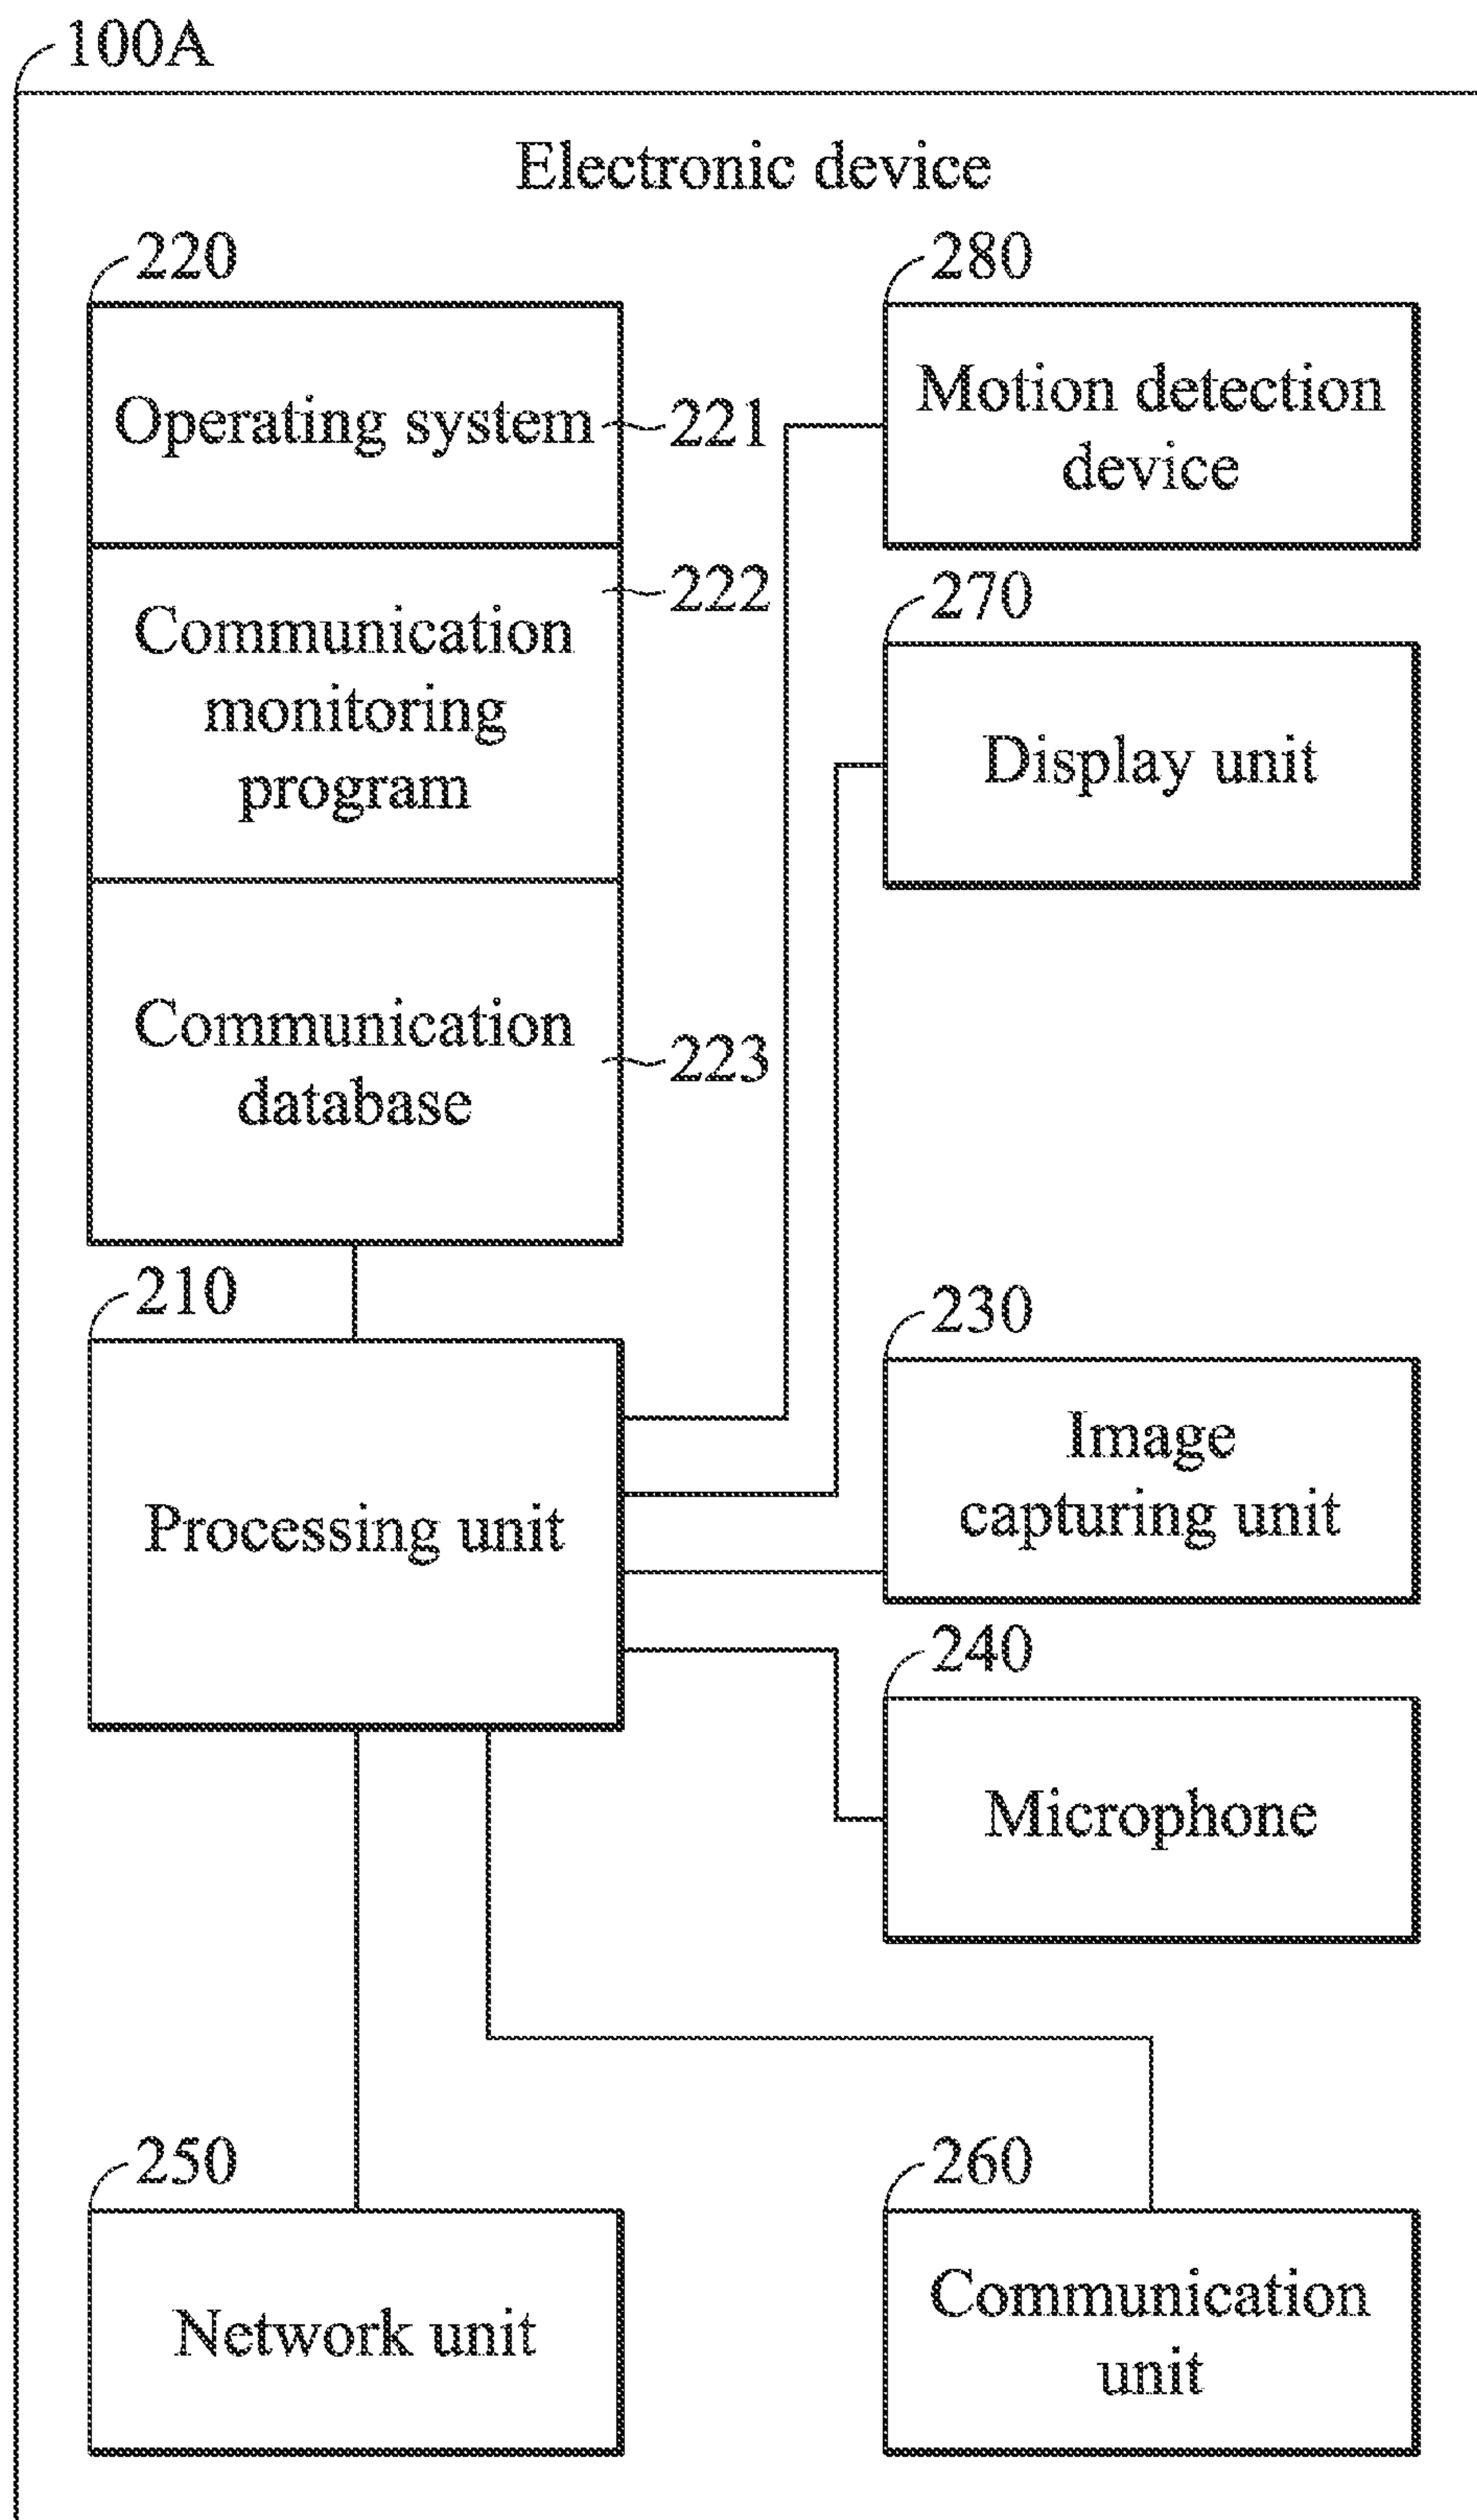 100A
Electronic device
220
Operating system
221
Communication
monitoring
program
222
Communication
database
223
280
Motion detection
device
270
Display unit
210
Processing unit
230
Image
capturing unit
240
Microphone
250
Network unit
260
Communication
unit